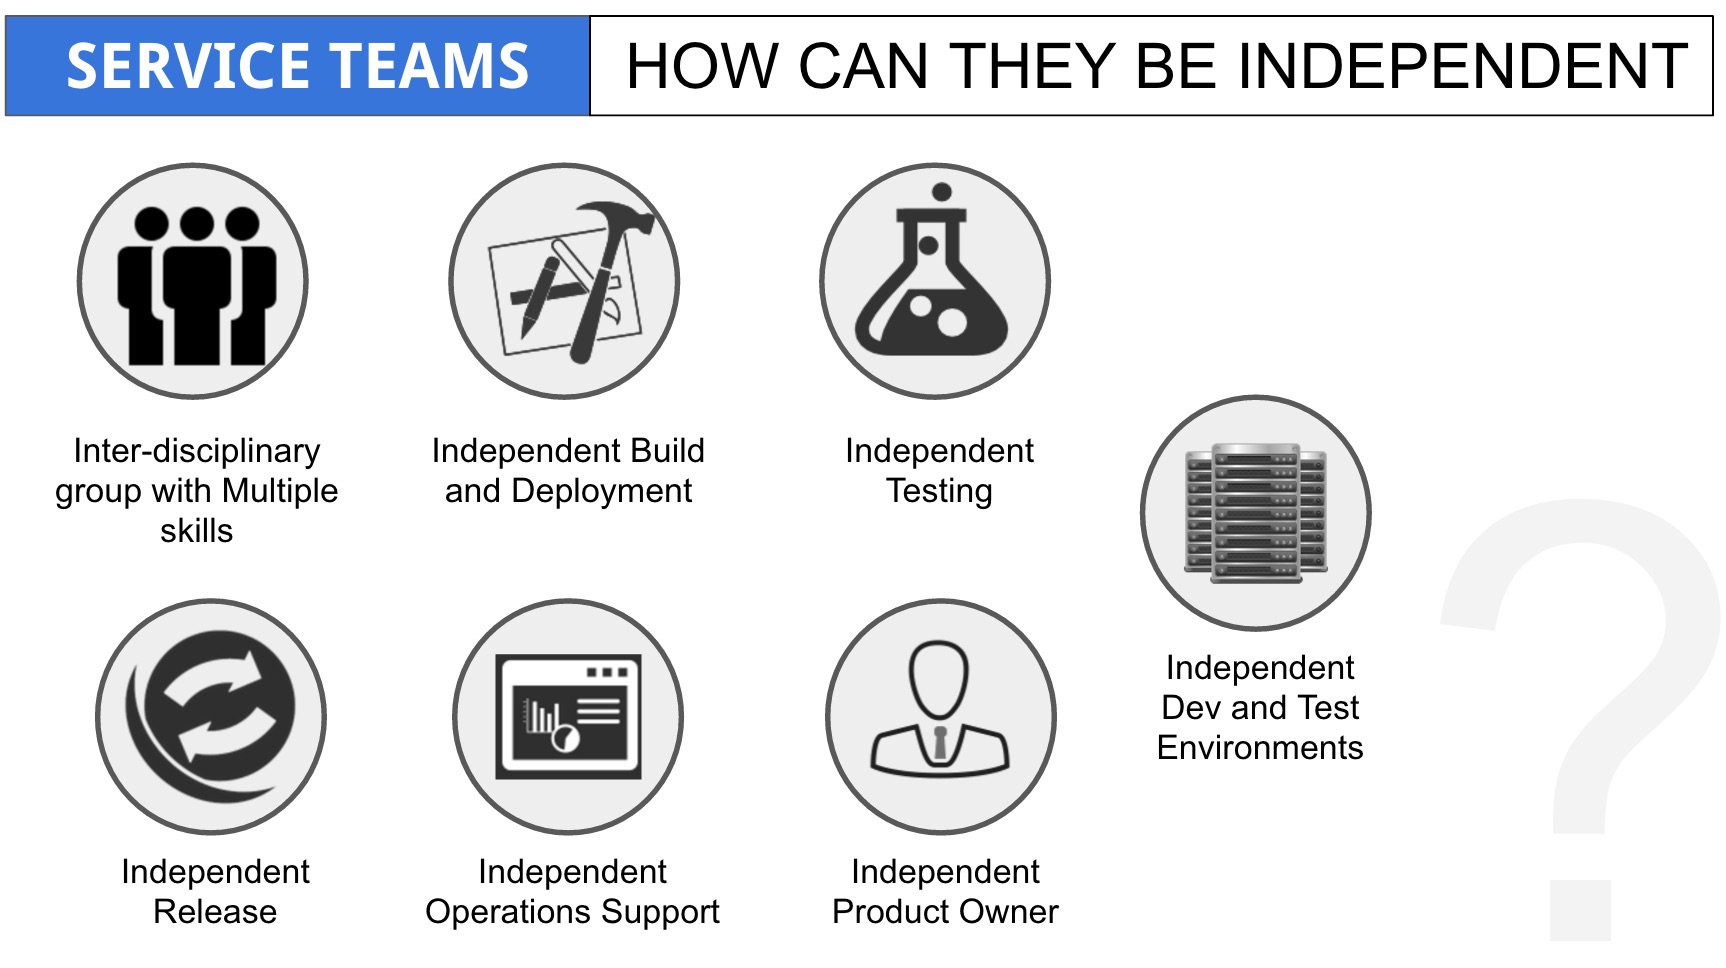 SERVICE TEAMS
HOW CAN THEY BE INDEPENDENT
Inter-disciplinary
group with Multiple
skills
Independent Build
and Deployment
Independent
Testing
Independent
Dev and Test
Environments
Independent
Release
Independent
Operations Support
Independent
Product Owner
?